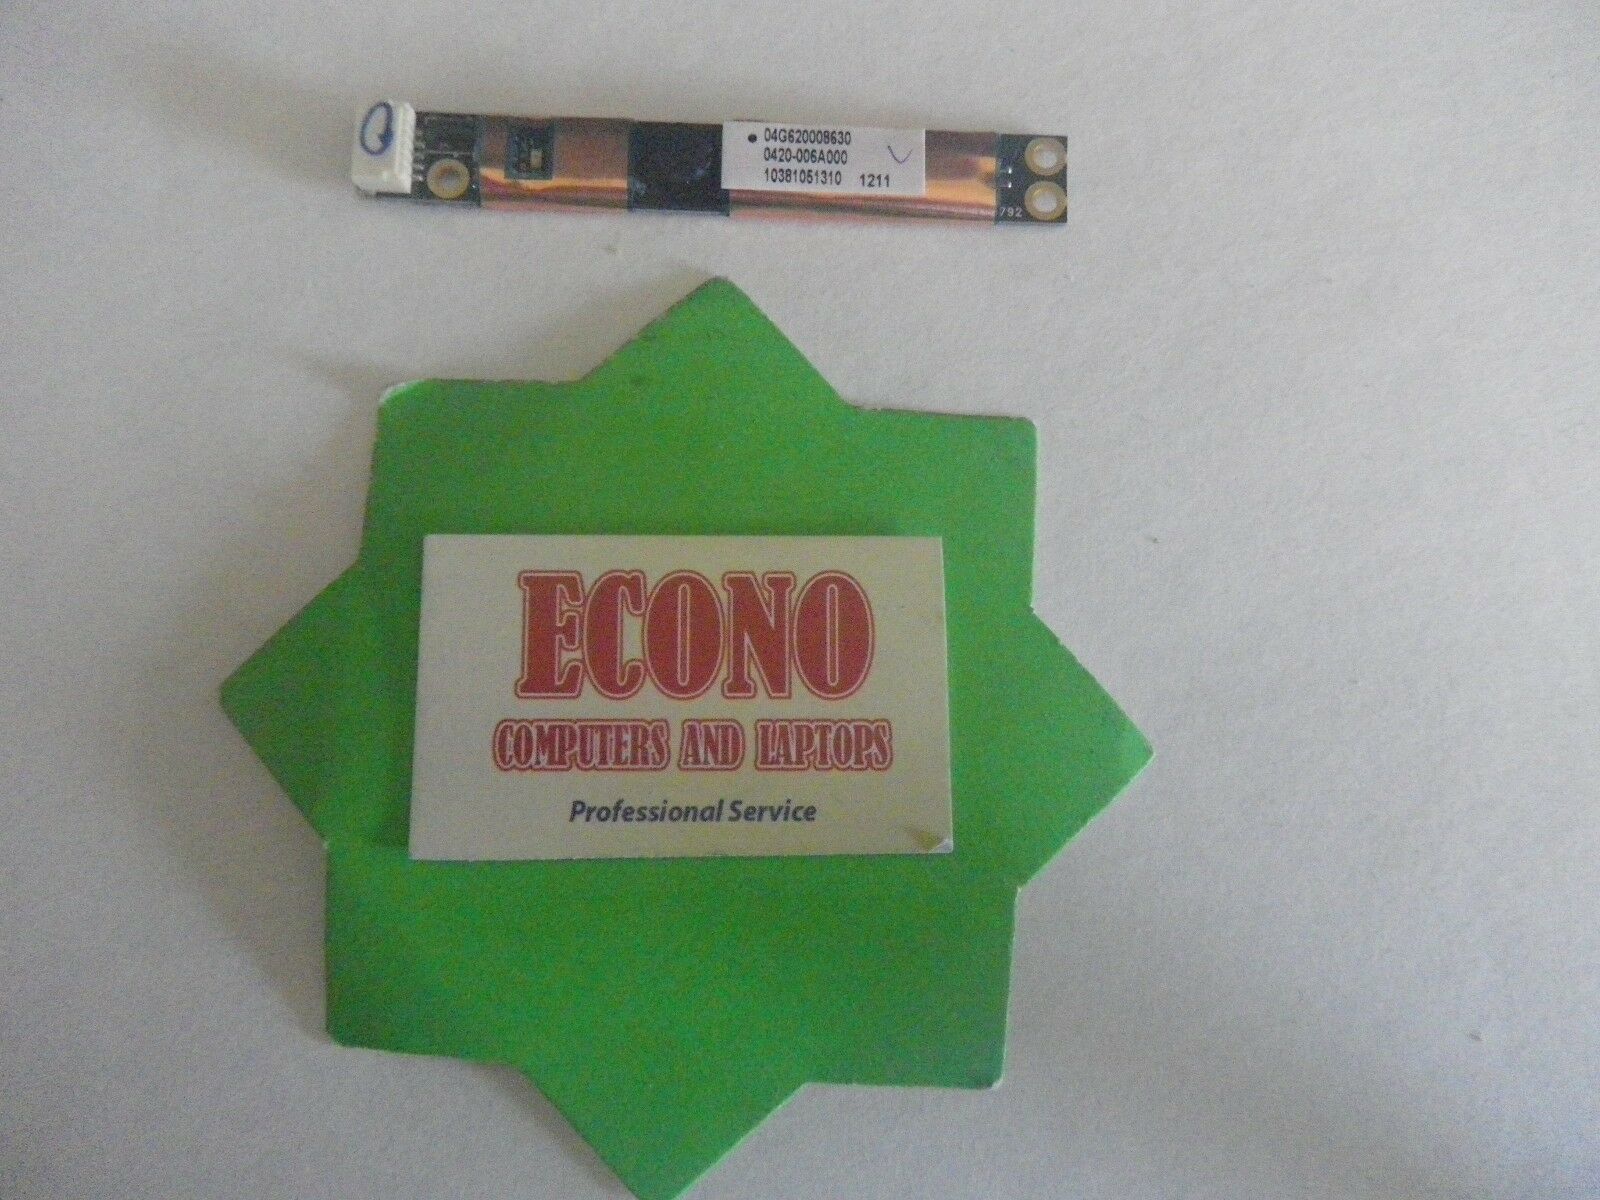 04G620008630
0420-006A000
10381051310 1211
792
ECONO
COMPUTERS AND LAPTOPS
Professional Service